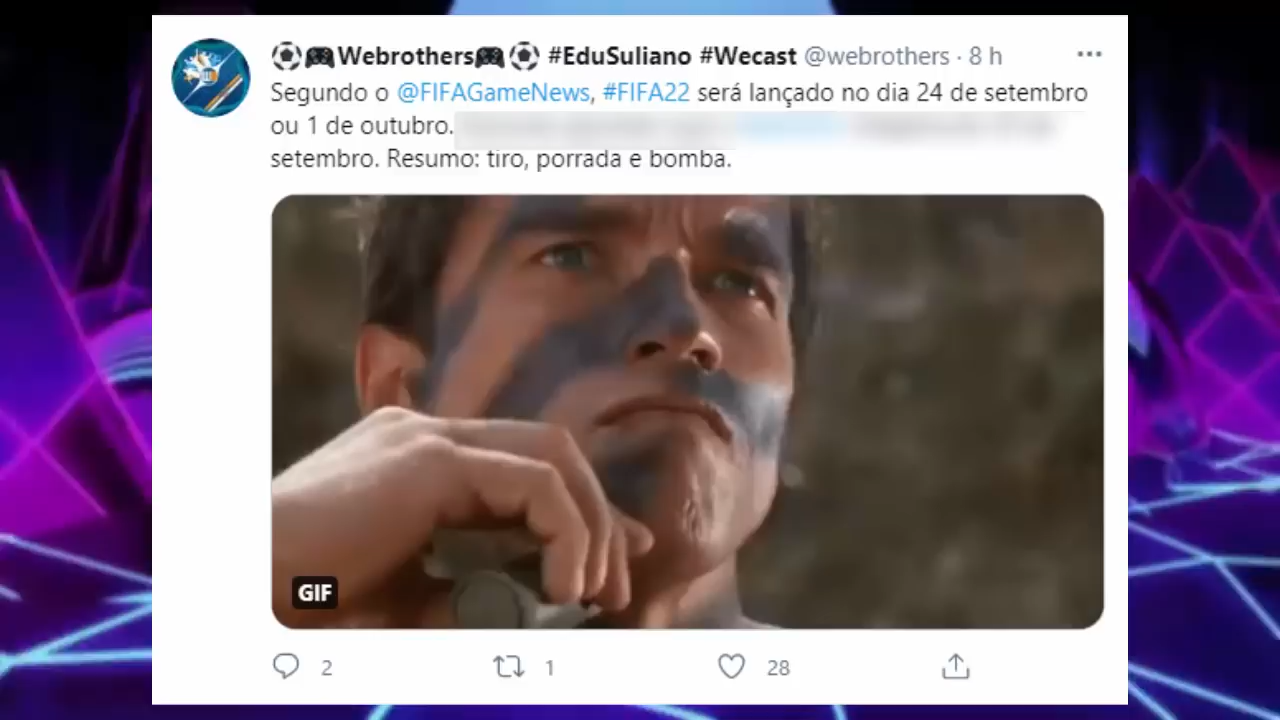 ⚽🎮Webrothers🎮⚽ #EduSuliano #Wecast @webrothers · 8 h
Segundo o @FIFAGameNews, #FIFA22 será lançado no dia 24 de setembro
ou 1 de outubro.
setembro. Resumo: tiro, porrada e bomba.
GIF
2 1 28